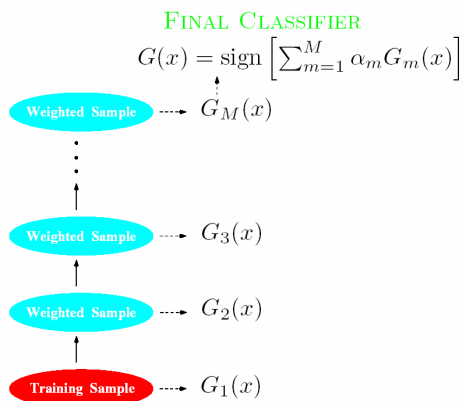 FINAL CLASSIFIER
G(x) = sign [∑_{m=1}^{M} α_m G_m(x)]
Weighted Sample G_M(x)
Weighted Sample G_3(x)
Weighted Sample G_2(x)
Training Sample G_1(x)